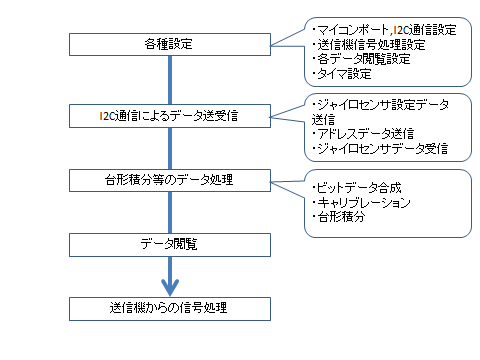 各種設定
・マイコンポート,I2C通信設定
・送信機信号処理設定
・各データ閲覧設定
・タイマ設定
I2C通信によるデータ送受信
・ジャイロセンサ設定データ
送信
・アドレスデータ送信
・ジャイロセンサデータ受信
台形積分等のデータ処理
・ビットデータ合成
・キャリブレーション
・台形積分
データ閲覧
送信機からの信号処理